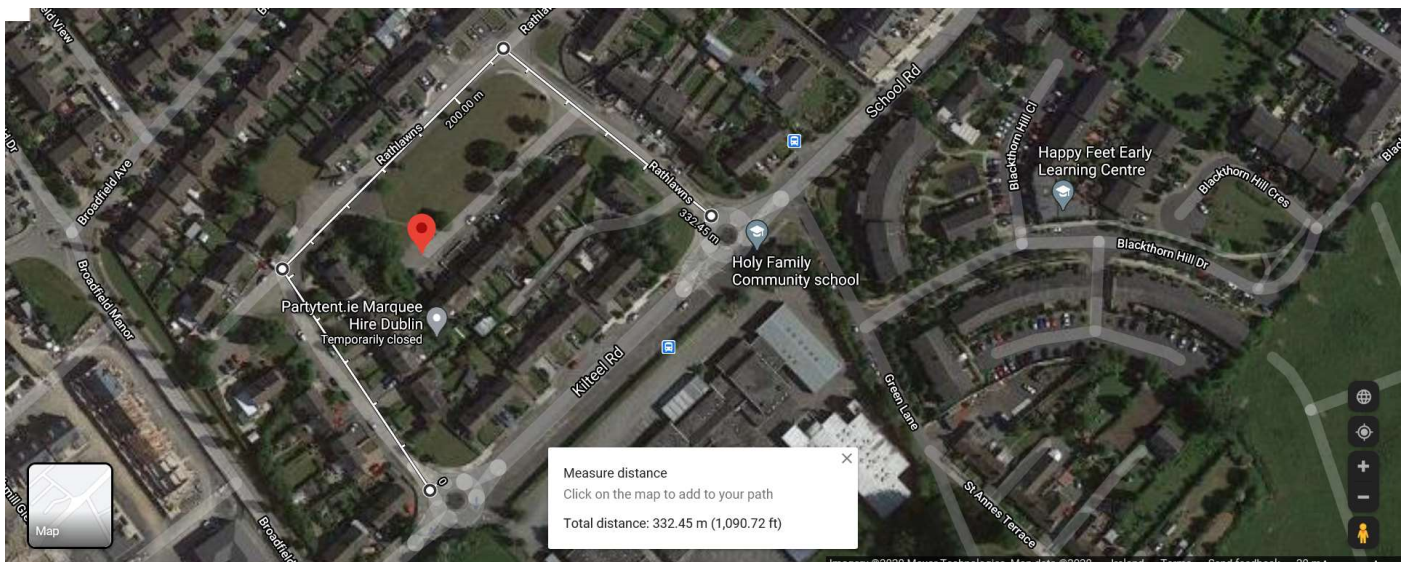 field View
Rathla
School Rd
200.00 m
Rathlawns
Blackthorn Hill Cl
Happy Feet Early
Learning Centre
Black
Broadfield Ave
Rathlawns
332.45 m
Blackthorn Hill Cres
Holy Family
Community school
Blackthorn Hill Dr
Broadfield Manor
Partytent.ie Marquee
Hire Dublin
Temporarily closed
Kilteel Rd
Green Lane
0
Measure distance
Click on the map to add to your path
Total distance: 332.45 m (1,090.72 ft)
St Annes Terrace
Map
Broadfield